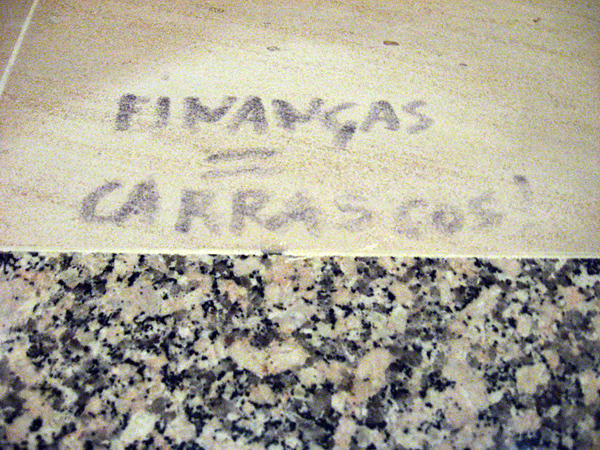 FINANÇAS
=
CARRASCOS